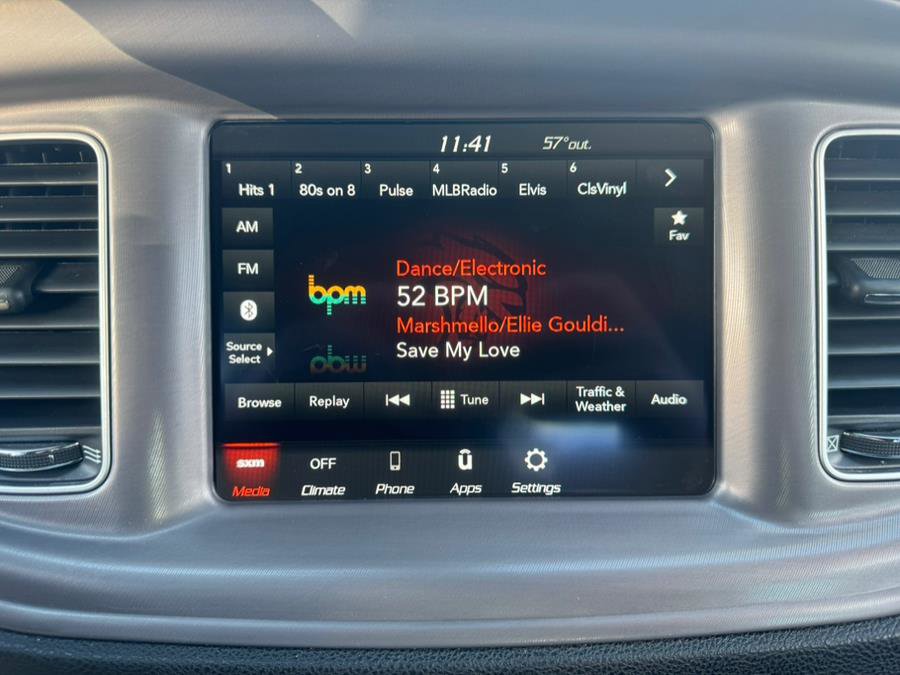 11:41 57°out.
1 2 3 4 5 6
Hits 1 80s on 8 Pulse MLBRadio Elvis ClsVinyl
AM
Fav
FM
Dance/Electronic
bpm 52 BPM
Marshmello/Ellie Gouldi...
Source
Select
Save My Love
Browse Replay Tune Traffic &
Weather Audio
sxm OFF
Media Climate Phone Apps Settings